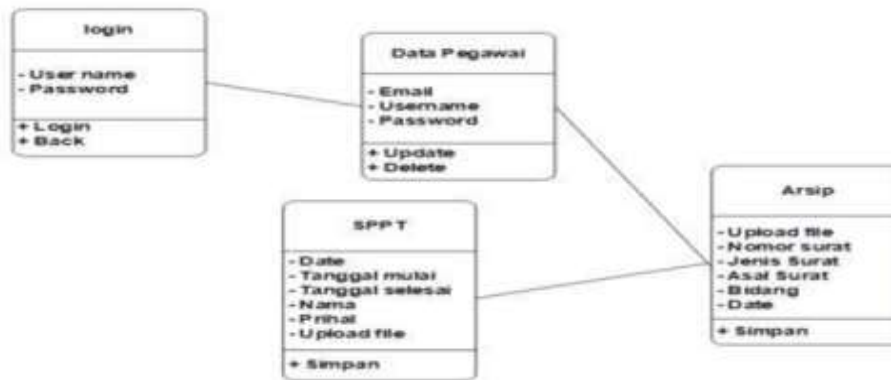 login
- User name
- Password
+ Login
+ Back
Data Pegawai
- Email
- Username
- Password
+ Update
+ Delete
SPPT
- Date
- Tanggal mulai
- Tanggal selesai
- Nama
- Prihal
- Upload file
+ Simpan
Arsip
- Upload file
- Nomor surat
- Jenis Surat
- Asal Surat
- Bidang
- Date
+ Simpan